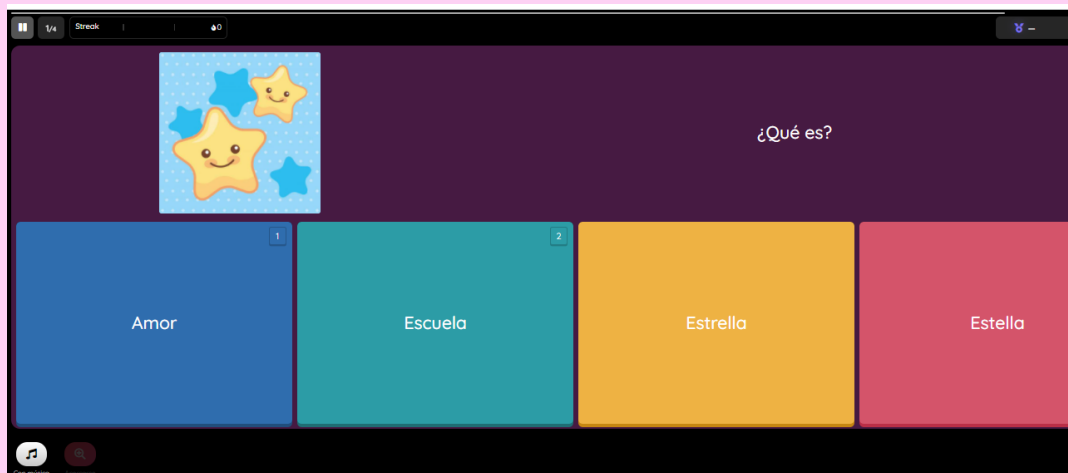 1/4
Streak
0
–
¿Qué es?
1
2
Amor
Escuela
Estrella
Estella